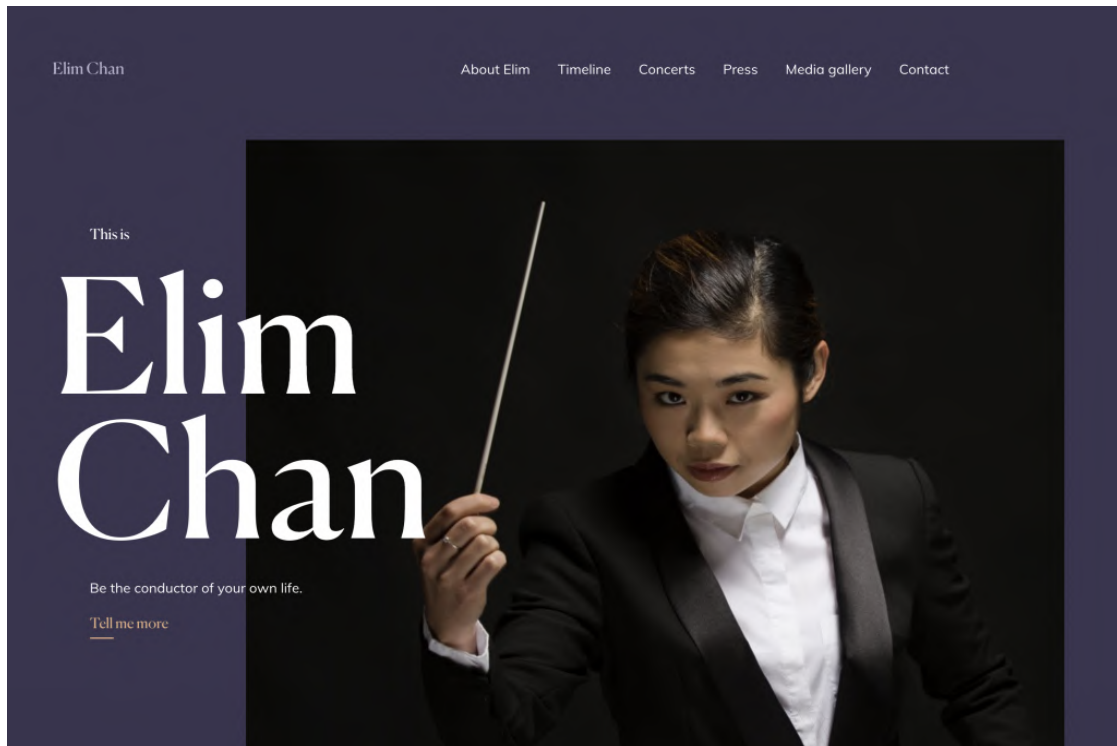 Elim Chan
About Elim
Timeline
Concerts
Press
Media gallery
Contact
This is
Elim
Chan
Be the conductor of your own life.
Tell me more